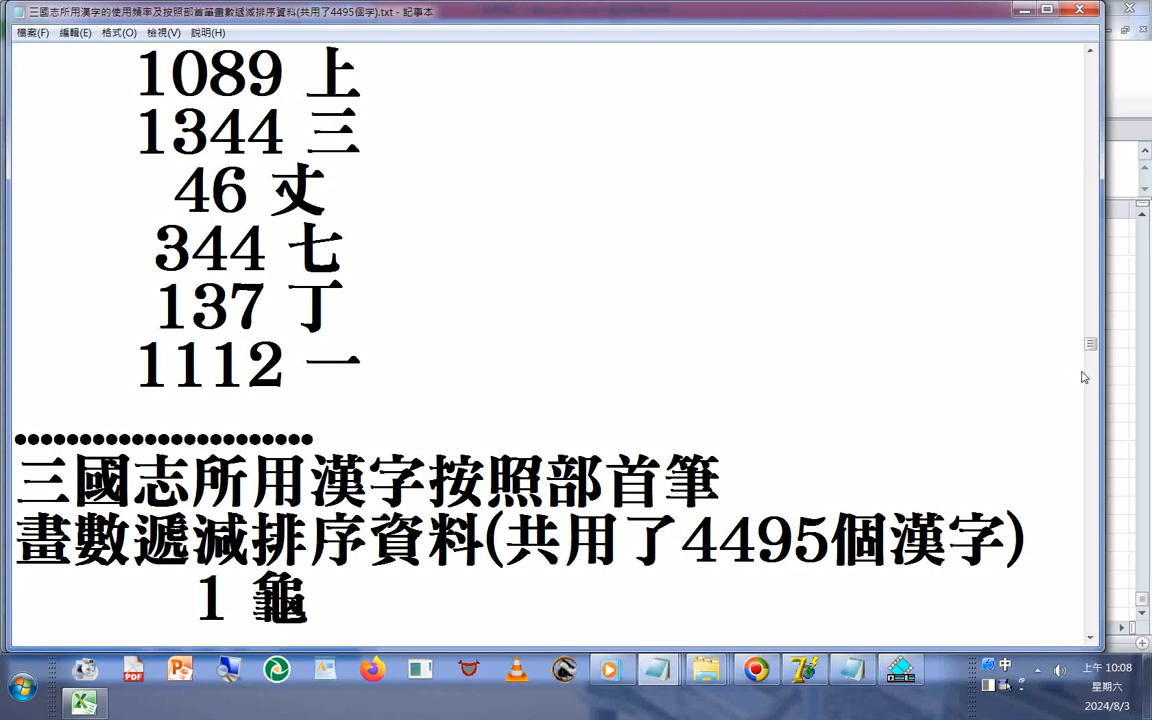 三國志所用漢字的使用頻率及按照部首筆畫數遞減排序資料(共用了4495個字).txt - 記事本
檔案(F) 編輯(E) 格式(O) 檢視(V) 說明(H)
1089 上
1344 三
46 丈
344 七
137 丁
1112 一
●●●●●●●●●●●●●●●●●●●●●●●
三國志所用漢字按照部首筆
畫數遞減排序資料(共用了4495個漢字)
1 龜
中
上午 10:08
星期六
2024/8/3